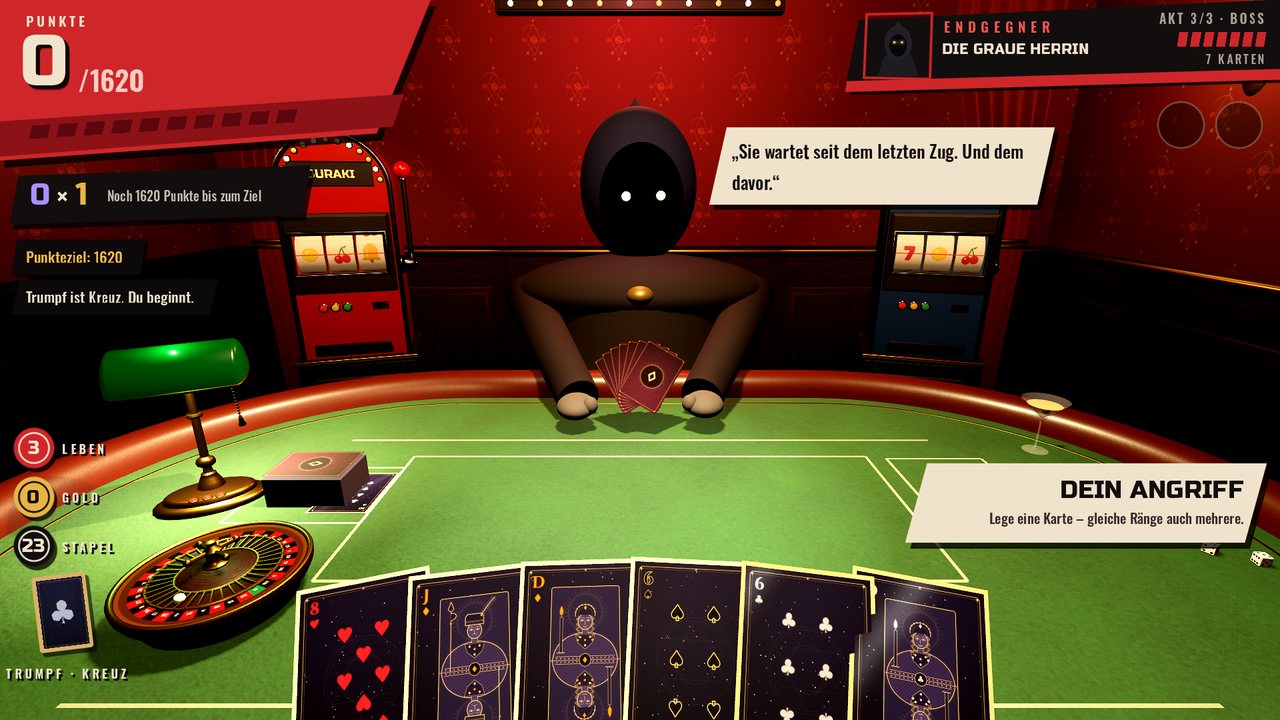 PUNKTE
0 /1620
ENDGEGNER
DIE GRAUE HERRIN
AKT 3/3 · BOSS
7 KARTEN
„Sie wartet seit dem letzten Zug. Und dem
davor.“
0 × 1 Noch 1620 Punkte bis zum Ziel
Punkteziel: 1620
Trumpf ist Kreuz. Du beginnt.
7
3 LEBEN
0 GOLD
23 STAPEL
TRUMPF · KREUZ
DEIN ANGRIFF
Lege eine Karte – gleiche Ränge auch mehrere.
8
J
D
6
6